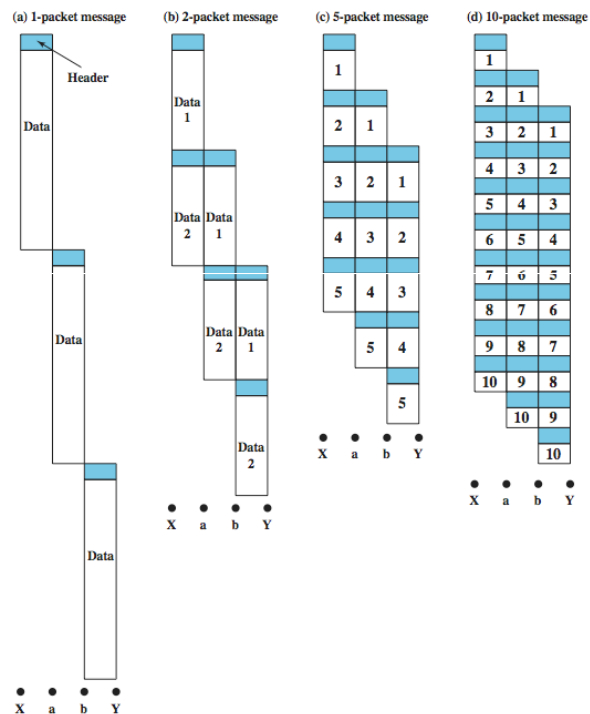 (a) 1-packet message
Header
Data
Data
Data
X a b Y
(b) 2-packet message
Data
1
Data Data
2 1
Data Data
2 1
Data
2
X a b Y
(c) 5-packet message
1
2 1
3 2 1
4 3 2
5 4 3
5 4
5
X a b Y
(d) 10-packet message
1
2 1
3 2 1
4 3 2
5 4 3
6 5 4
7 6 5
8 7 6
9 8 7
10 9 8
10 9
10
X a b Y